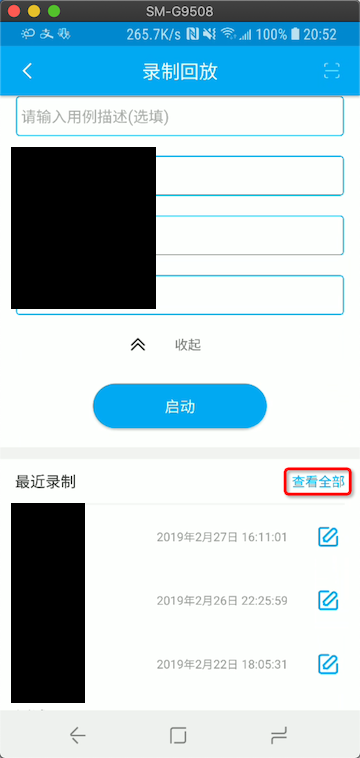 SM-G9508
265.7K/s 100% 20:52
录制回放
请输入用例描述(选填)
收起
启动
最近录制 查看全部
2019年2月27日 16:11:01
2019年2月26日 22:25:59
2019年2月22日 18:05:31